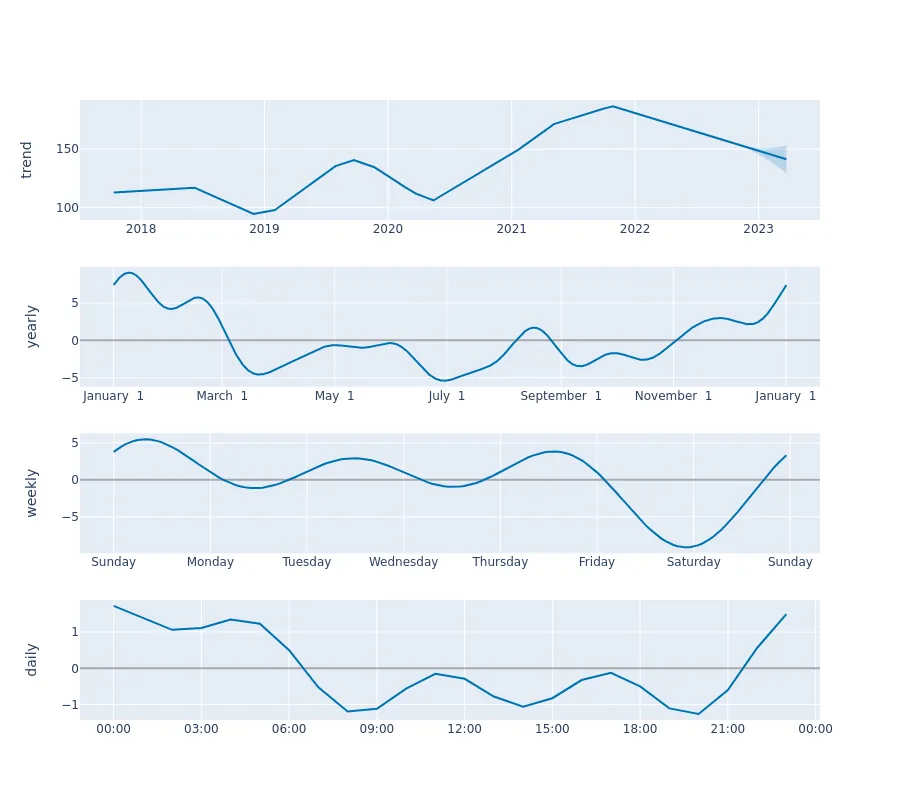 trend
150
100
2018 2019 2020 2021 2022 2023
yearly
5
0
−5
January 1 March 1 May 1 July 1 September 1 November 1 January 1
weekly
5
0
−5
Sunday Monday Tuesday Wednesday Thursday Friday Saturday Sunday
daily
1
0
−1
00:00 03:00 06:00 09:00 12:00 15:00 18:00 21:00 00:00